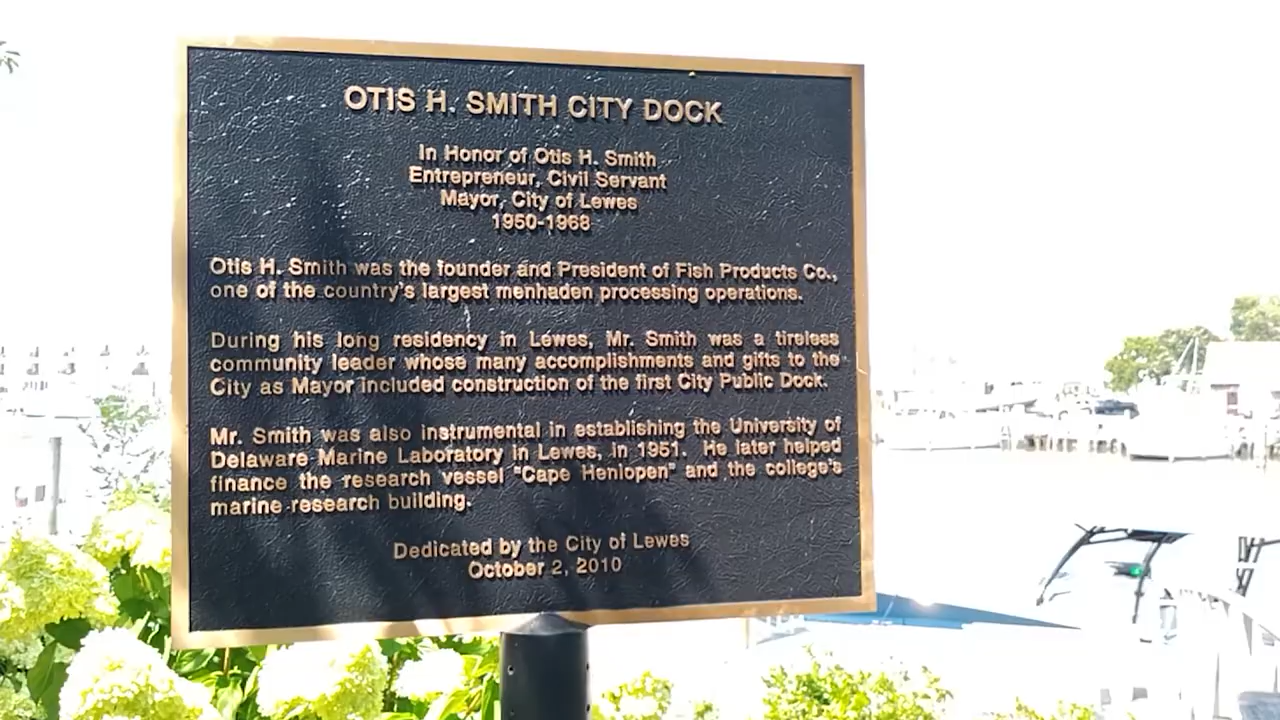 OTIS H. SMITH CITY DOCK
In Honor of Otis H. Smith
Entrepreneur, Civil Servant
Mayor, City of Lewes
1950-1968
Otis H. Smith was the founder and President of Fish Products Co.,
one of the country's largest menhaden processing operations.
During his long residency in Lewes, Mr. Smith was a tireless
community leader whose many accomplishments and gifts to the
City as Mayor included construction of the first City Public Dock.
Mr. Smith was also instrumental in establishing the University of
Delaware Marine Laboratory in Lewes, in 1951. He later helped
finance the research vessel "Cape Henlopen" and the college's
marine research building.
Dedicated by the City of Lewes
October 2, 2010